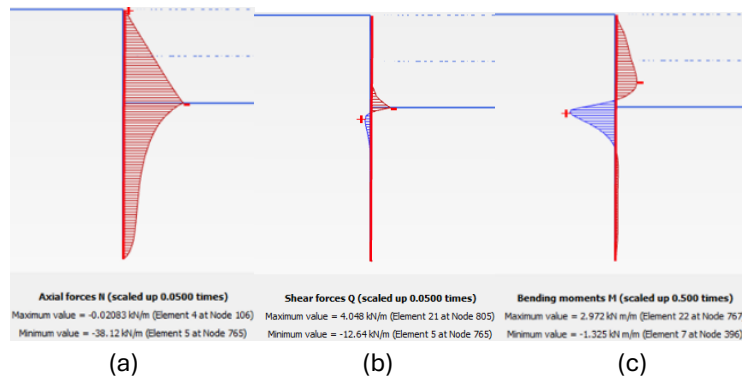 Axial forces N (scaled up 0.0500 times)
Maximum value = -0.02083 kN/m (Element 4 at Node 106)
Minimum value = -38.12 kN/m (Element 5 at Node 765)
(a)
Shear forces Q (scaled up 0.0500 times)
Maximum value = 4.048 kN/m (Element 21 at Node 805)
Minimum value = -12.64 kN/m (Element 5 at Node 765)
(b)
Bending moments M (scaled up 0.500 times)
Maximum value = 2.972 kN m/m (Element 22 at Node 767
Minimum value = -1.325 kN m/m (Element 7 at Node 396)
(c)